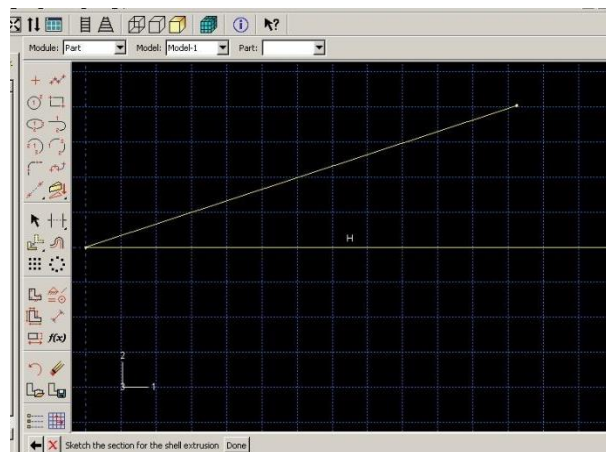 Module: Part Model: Model-1 Part:
H
f(x)
2
3 1
Sketch the section for the shell extrusion Done